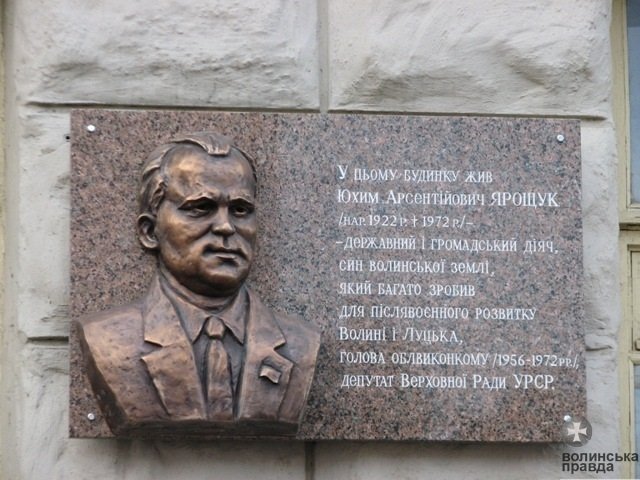 У цьому будинку жив
Юхим Арсентійович ЯРОЩУК
/нар. 1922 р. † 1972 р./–
–державний і громадський діяч,
син волинської землі,
який багато зробив
для післявоєнного розвитку
Волині і Луцька,
голова облвиконкому /1956-1972 рр./,
депутат Верховної Ради УРСР.
волинська
правда